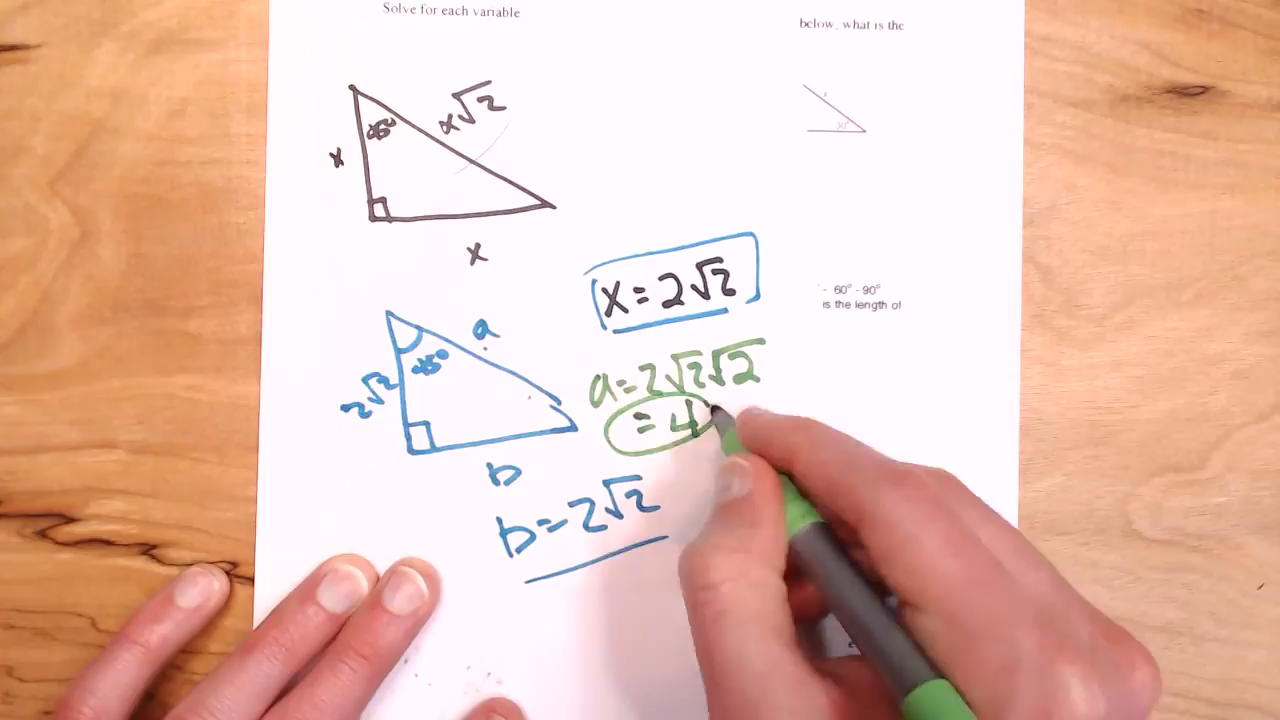 Solve for each variable
below, what is the
45°
x√2
x
x
30°
x = 2√2
- 60° - 90°
is the length of
a
45°
2√2
b
a = 2√2√2
= 4
b = 2√2